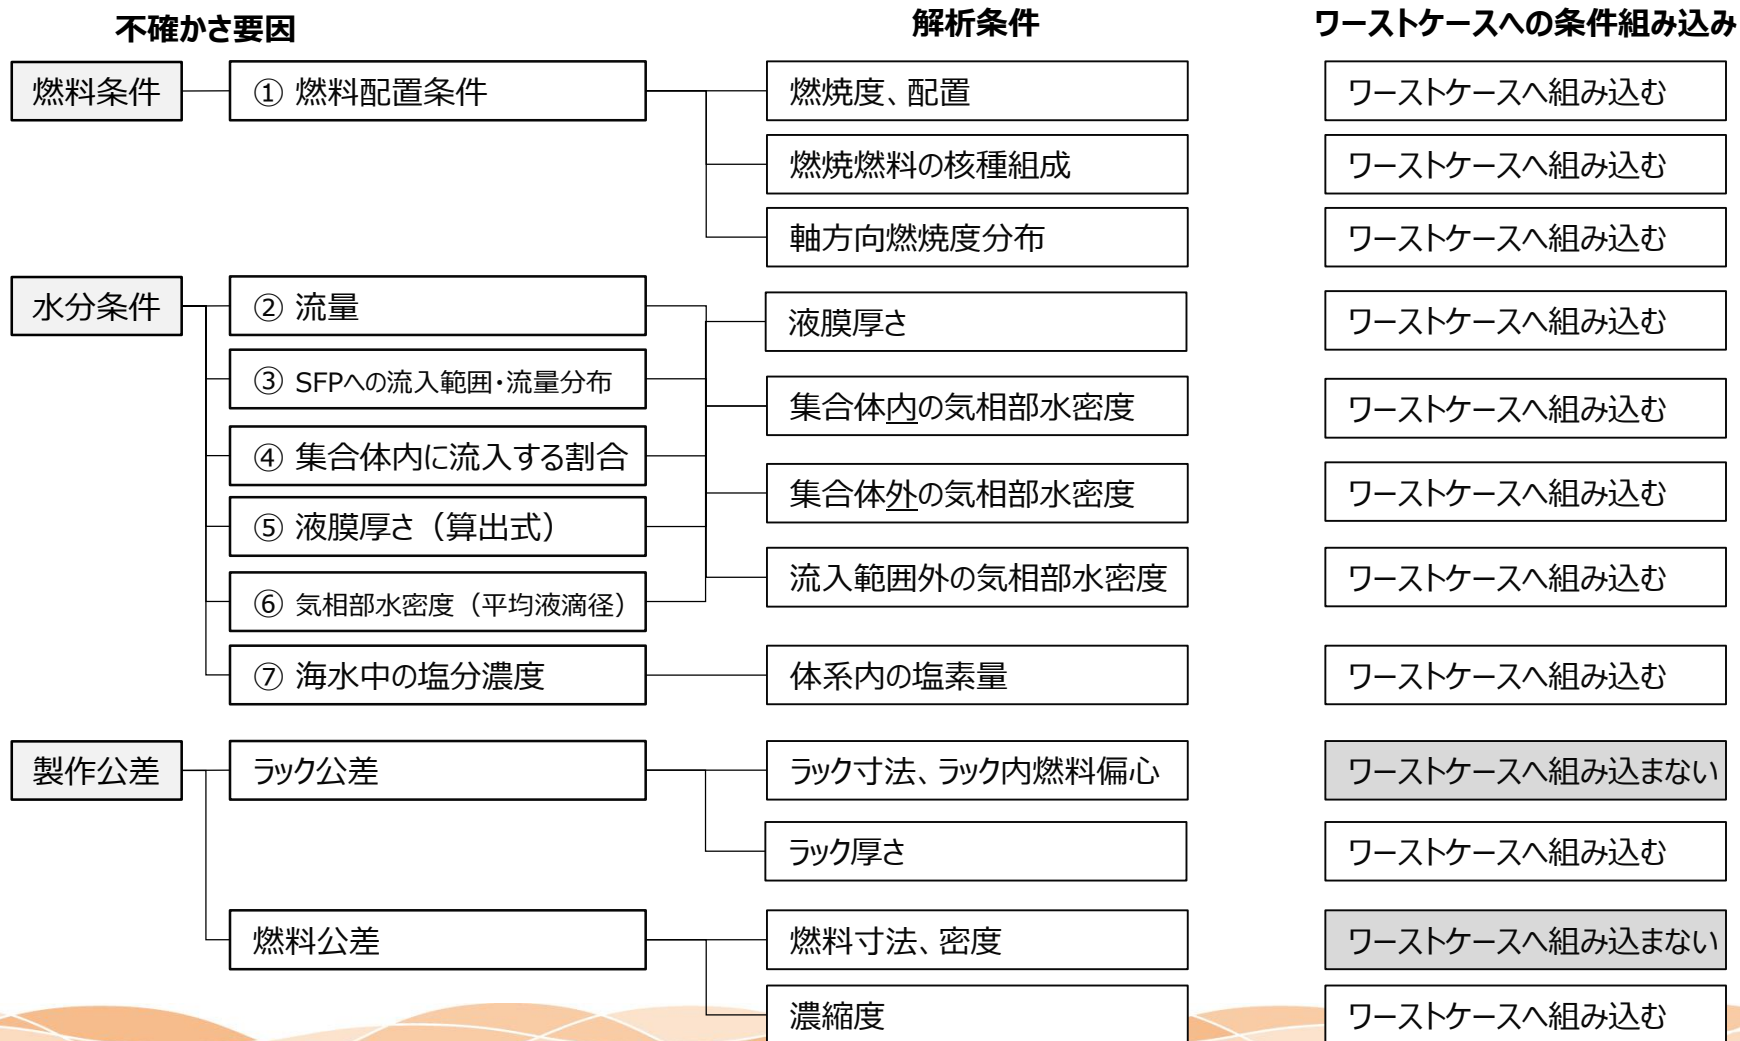 不確かさ要因
解析条件
ワーストケースへの条件組み込み
燃料条件
① 燃料配置条件
燃焼度、配置
ワーストケースへ組み込む
燃焼燃料の核種組成
ワーストケースへ組み込む
軸方向燃焼度分布
ワーストケースへ組み込む
水分条件
② 流量
液膜厚さ
ワーストケースへ組み込む
③ SFPへの流入範囲・流量分布
集合体内の気相部水密度
ワーストケースへ組み込む
④ 集合体内に流入する割合
集合体外の気相部水密度
ワーストケースへ組み込む
⑤ 液膜厚さ（算出式）
流入範囲外の気相部水密度
ワーストケースへ組み込む
⑥ 気相部水密度（平均液滴径）
⑦ 海水中の塩分濃度
体系内の塩素量
ワーストケースへ組み込む
製作公差
ラック公差
ラック寸法、ラック内燃料偏心
ワーストケースへ組み込まない
ラック厚さ
ワーストケースへ組み込む
燃料公差
燃料寸法、密度
ワーストケースへ組み込まない
濃縮度
ワーストケースへ組み込む